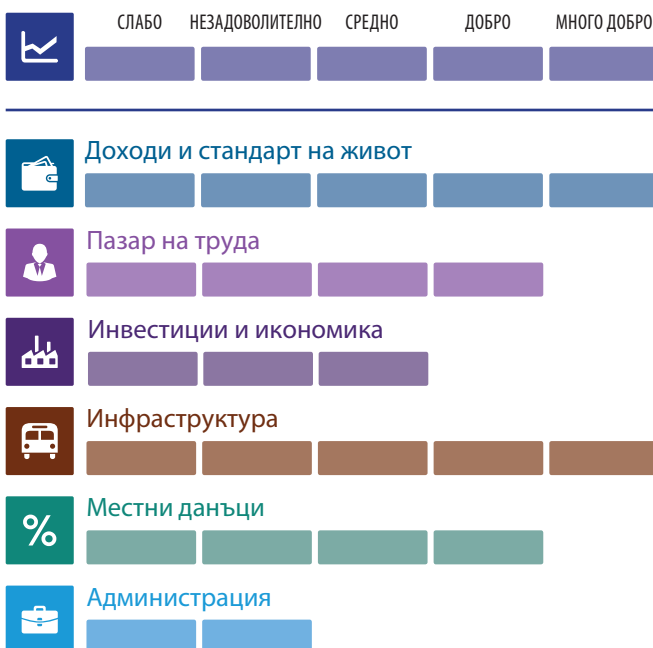 СЛАБО НЕЗАДОВОЛИТЕЛНО СРЕДНО ДОБРО МНОГО ДОБРО
Доходи и стандарт на живот
Пазар на труда
Инвестиции и икономика
Инфраструктура
Местни данъци
%
Администрация